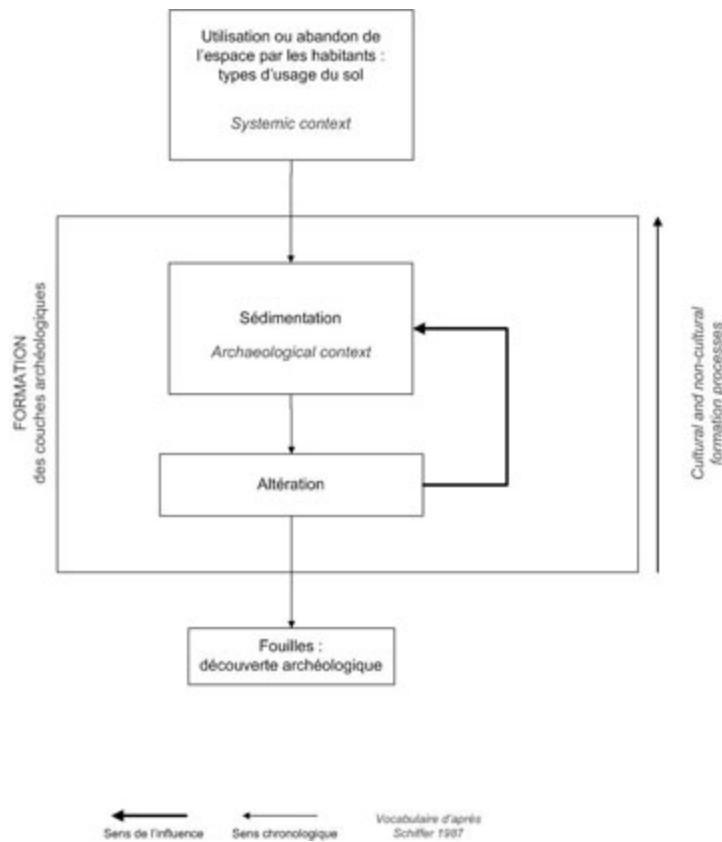 Utilisation ou abandon de
l'espace par les habitants :
types d'usage du sol
Systemic context
FORMATION
des couches archéologiques
Sédimentation
Archaeological context
Altération
Cultural and non-cultural
formation processes
Fouilles :
découverte archéologique
Sens de l'influence
Sens chronologique
Vocabulaire d'après
Schiffer 1987